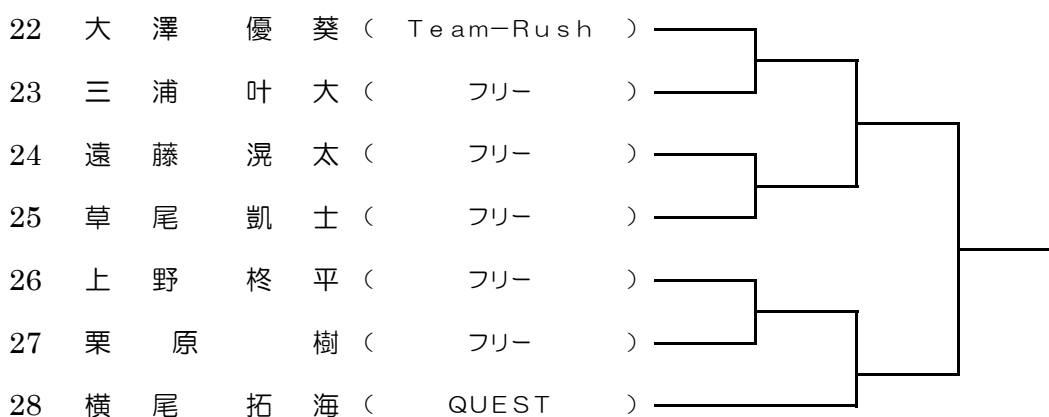 22 大澤 優葵 ( Team-Rush )
23 三浦 叶大 ( フリー )
24 遠藤 滉太 ( フリー )
25 草尾 凱士 ( フリー )
26 上野 柊平 ( フリー )
27 栗原 樹 ( フリー )
28 横尾 拓海 ( QUEST )